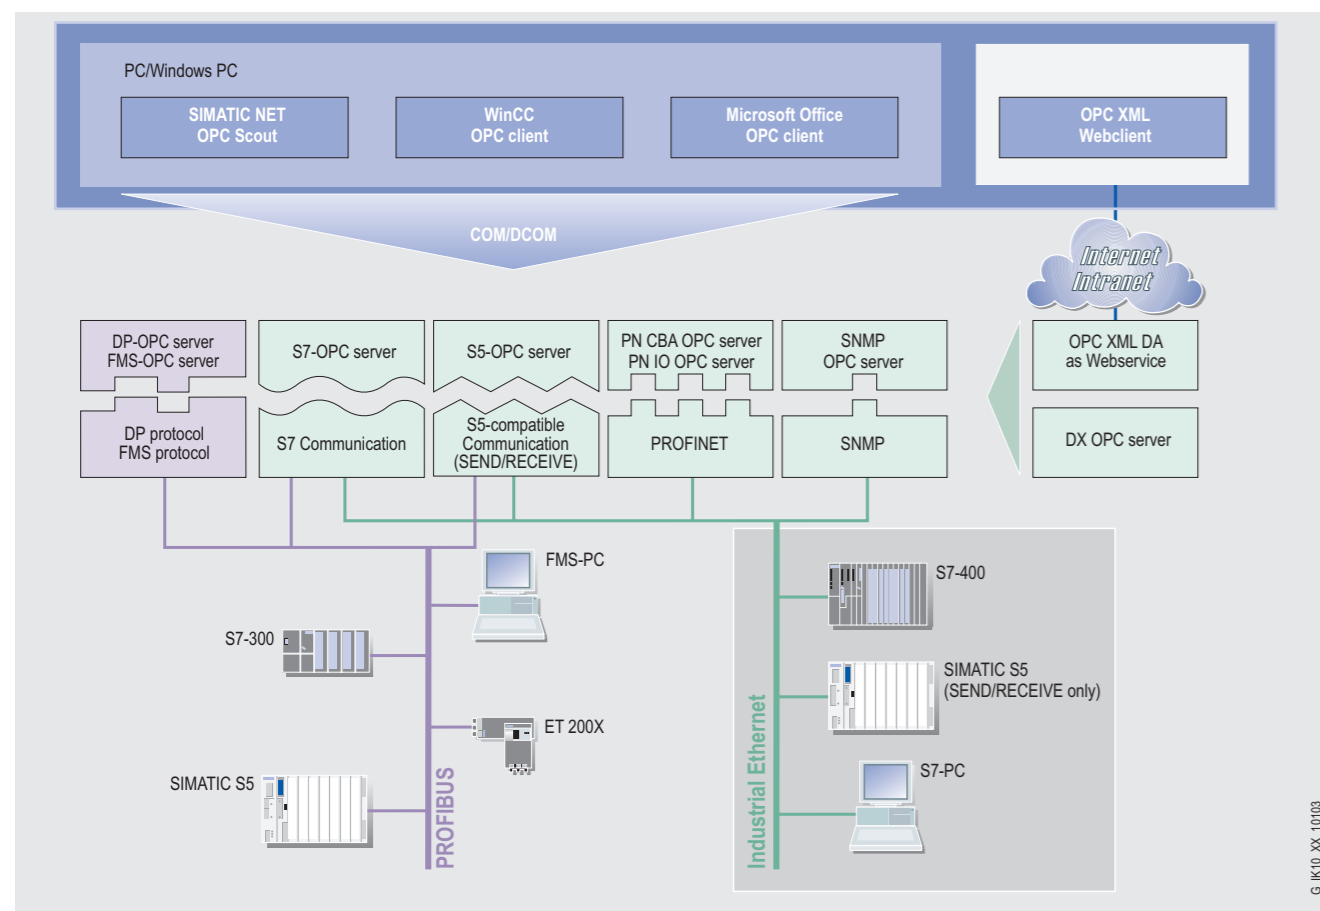 PC/Windows PC
SIMATIC NET
OPC Scout
WinCC
OPC client
Microsoft Office
OPC client
OPC XML
Webclient
COM/DCOM
Internet
Intranet
DP-OPC server
FMS-OPC server
S7-OPC server
S5-OPC server
PN CBA OPC server
PN IO OPC server
SNMP
OPC server
OPC XML DA
as Webservice
DP protocol
FMS protocol
S7 Communication
S5-compatible
Communication
(SEND/RECEIVE)
PROFINET
SNMP
DX OPC server
FMS-PC
S7-300
ET 200X
SIMATIC S5
PROFIBUS
S7-400
SIMATIC S5
(SEND/RECEIVE only)
S7-PC
Industrial Ethernet
G_IK10_XX_10103